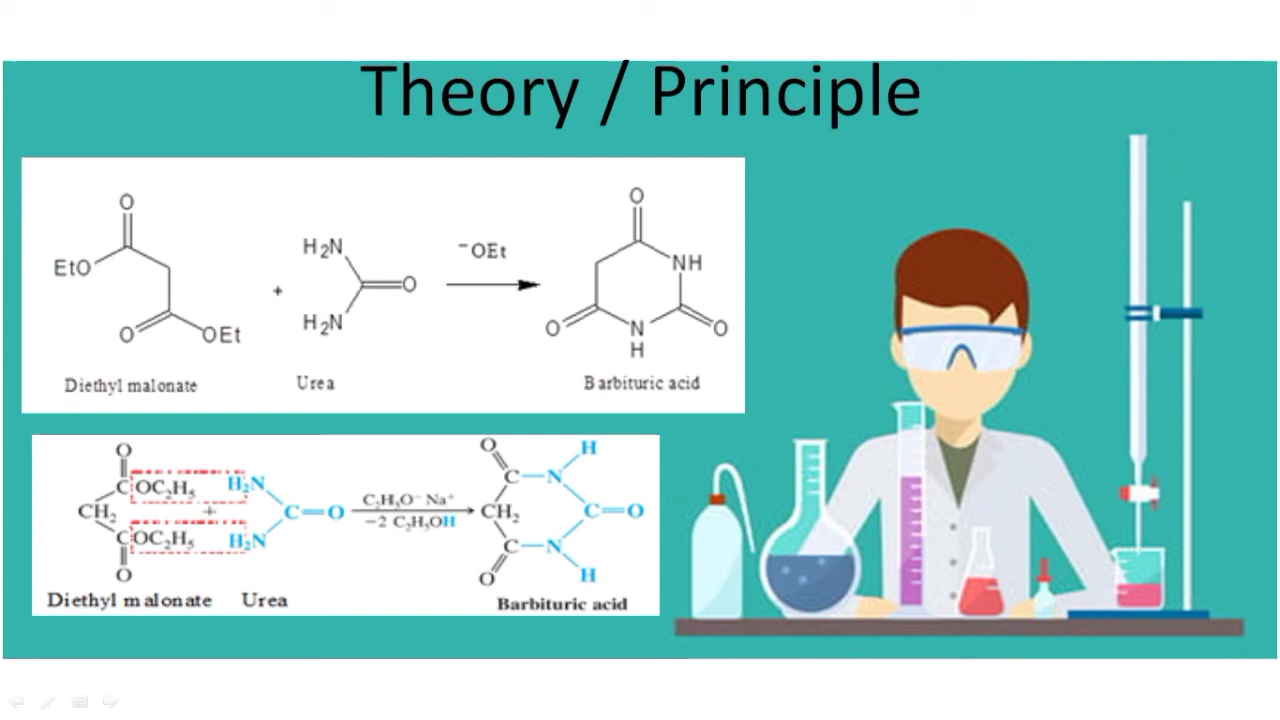 Theory / Principle
O
EtO
O
OEt
+
H₂N
O
H₂N
⁻OEt
O
NH
O
N
H
O
Diethyl malonate
Urea
Barbituric acid
O
C OC₂H₅ H₂N
CH₂ + C=O
C OC₂H₅ H₂N
O
C₂H₅O⁻ Na⁺
−2 C₂H₅OH
O H
C—N
CH₂ C=O
C—N
O H
Diethyl malonate Urea
Barbituric acid